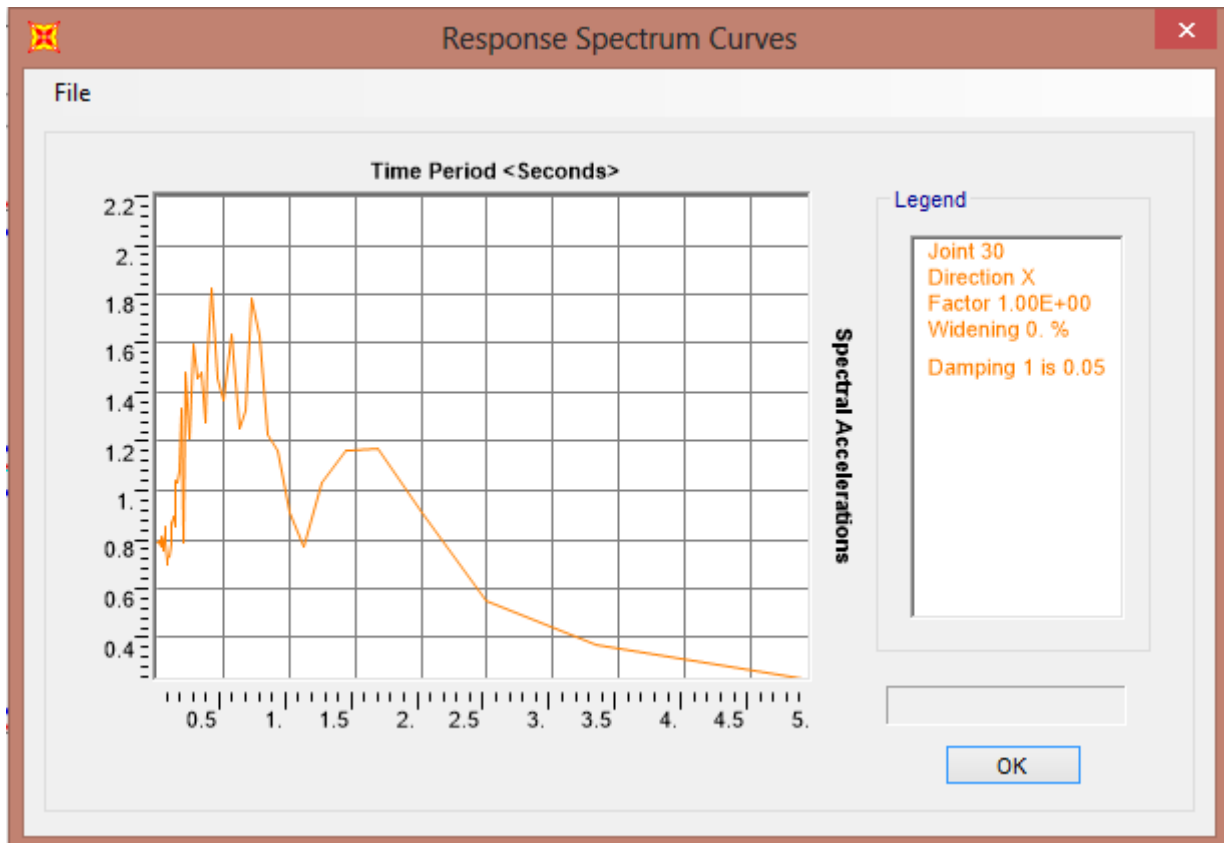 Response Spectrum Curves
File
Time Period <Seconds>
2.2
2.
1.8
1.6
1.4
1.2
1.
0.8
0.6
0.4
0.5 1. 1.5 2. 2.5 3. 3.5 4. 4.5 5.
Spectral Accelerations
Legend
Joint 30
Direction X
Factor 1.00E+00
Widening 0. %
Damping 1 is 0.05
OK